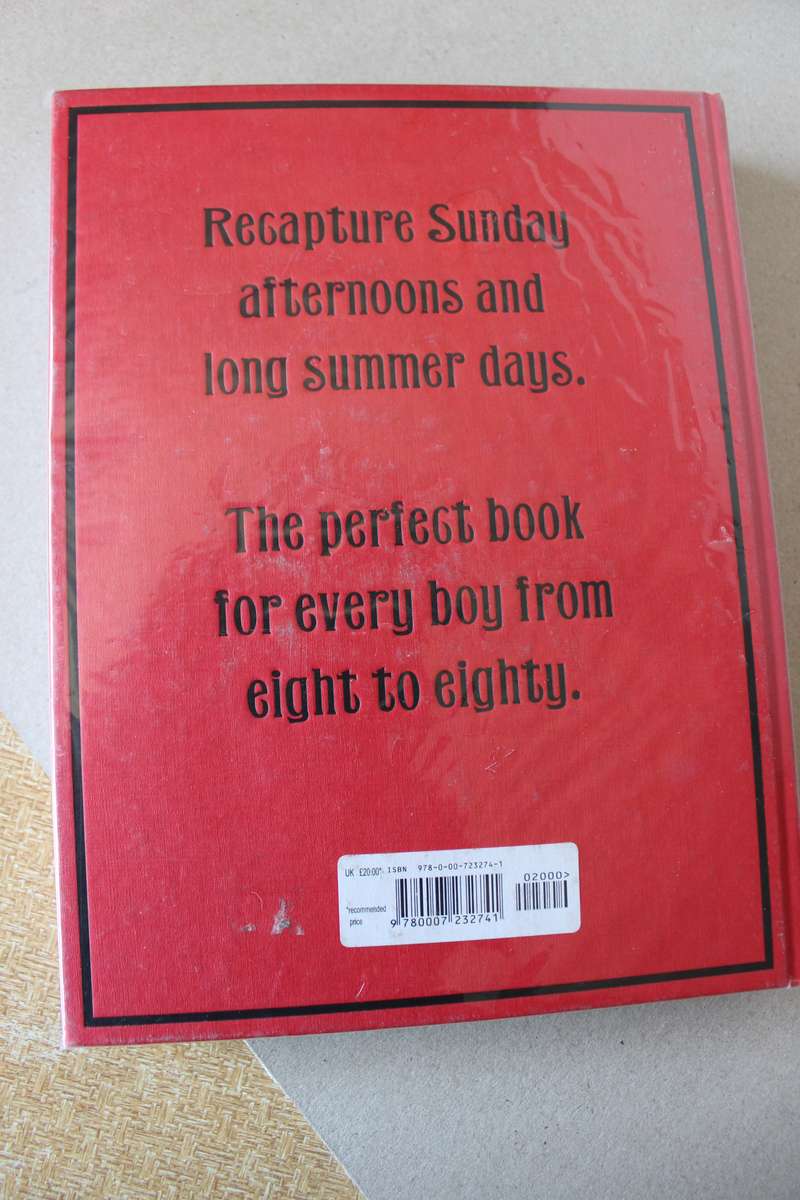 Recapture Sunday
afternoons and
long summer days.
The perfect book
for every boy from
eight to eighty.
UK £20.00* ISBN 978-0-00-723274-1
02000>
*recommended
price
9 780007 232741